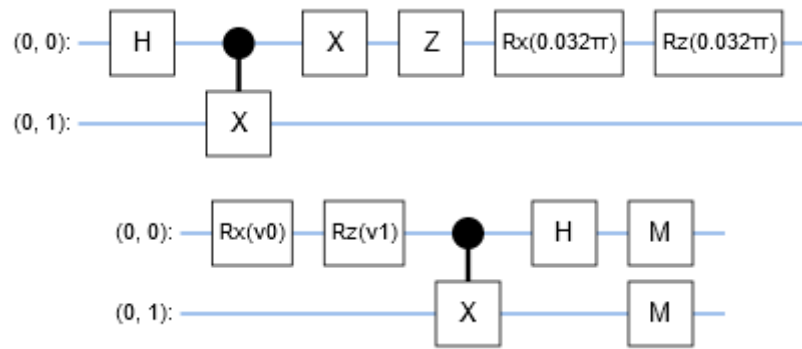 (0, 0): H X Z Rx(0.032π) Rz(0.032π)
(0, 1): X
(0, 0): Rx(v0) Rz(v1) H M
(0, 1): X M